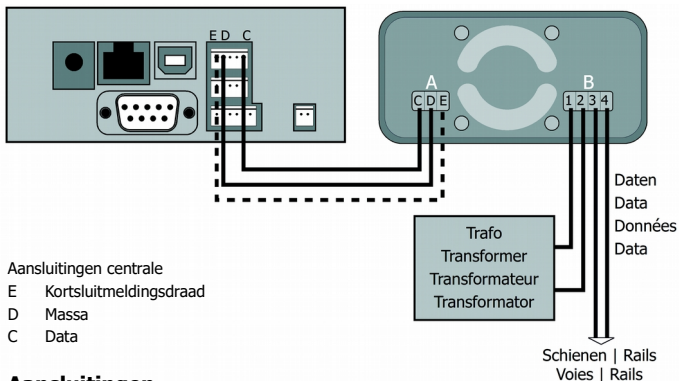 E D C
A
C D E
B
1 2 3 4
Daten
Data
Données
Data
Trafo
Transformer
Transformateur
Transformator
Aansluitingen centrale
E Kortsluitmeldingsdraad
D Massa
C Data
Schienen | Rails
Voies | Rails
Aansluitingen